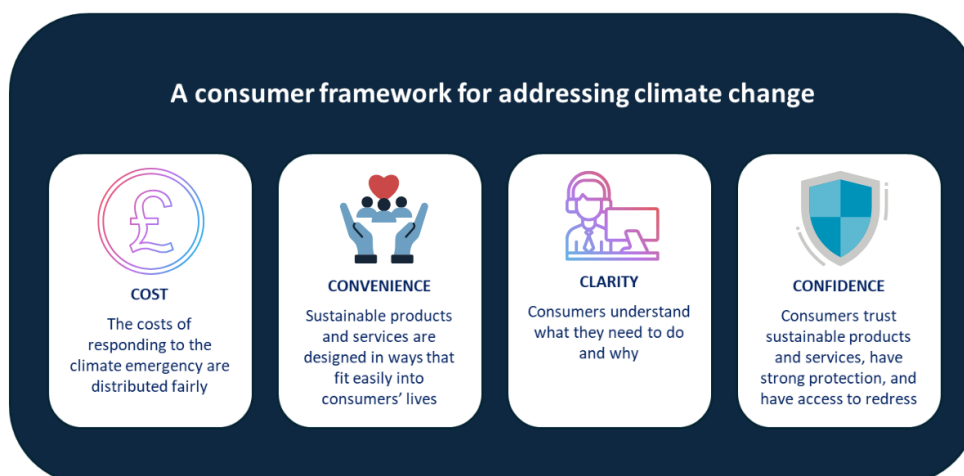 A consumer framework for addressing climate change
£
COST
The costs of
responding to the
climate emergency are
distributed fairly
CONVENIENCE
Sustainable products
and services are
designed in ways that
fit easily into
consumers’ lives
CLARITY
Consumers understand
what they need to do
and why
CONFIDENCE
Consumers trust
sustainable products
and services, have
strong protection, and
have access to redress